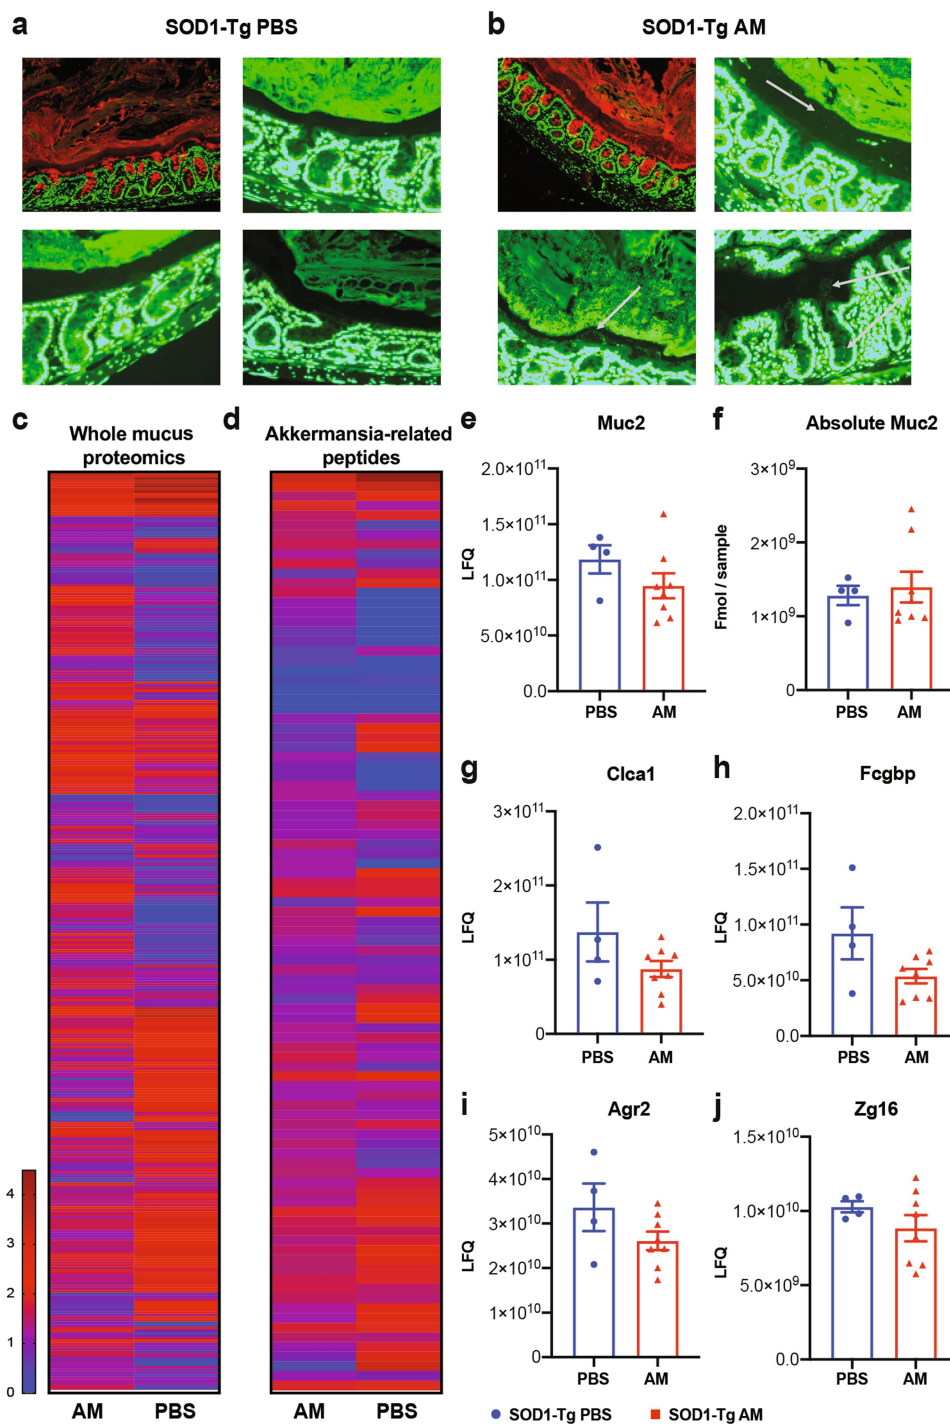 a SOD1-Tg PBS
b SOD1-Tg AM
c Whole mucus
proteomics
d Akkermansia-related
peptides
4
3
2
1
0
AM PBS
AM PBS
e Muc2
2.0×10¹¹
1.5×10¹¹
1.0×10¹¹
5.0×10¹⁰
0.0
LFQ
PBS AM
f Absolute Muc2
3×10⁹
2×10⁹
1×10⁹
0
Fmol / sample
PBS AM
g Clca1
3×10¹¹
2×10¹¹
1×10¹¹
0
LFQ
PBS AM
h Fcgbp
2.0×10¹¹
1.5×10¹¹
1.0×10¹¹
5.0×10¹⁰
0.0
LFQ
PBS AM
i Agr2
5×10¹⁰
4×10¹⁰
3×10¹⁰
2×10¹⁰
1×10¹⁰
0
LFQ
PBS AM
j Zg16
1.5×10¹⁰
1.0×10¹⁰
5.0×10⁹
0.0
LFQ
PBS AM
SOD1-Tg PBS SOD1-Tg AM